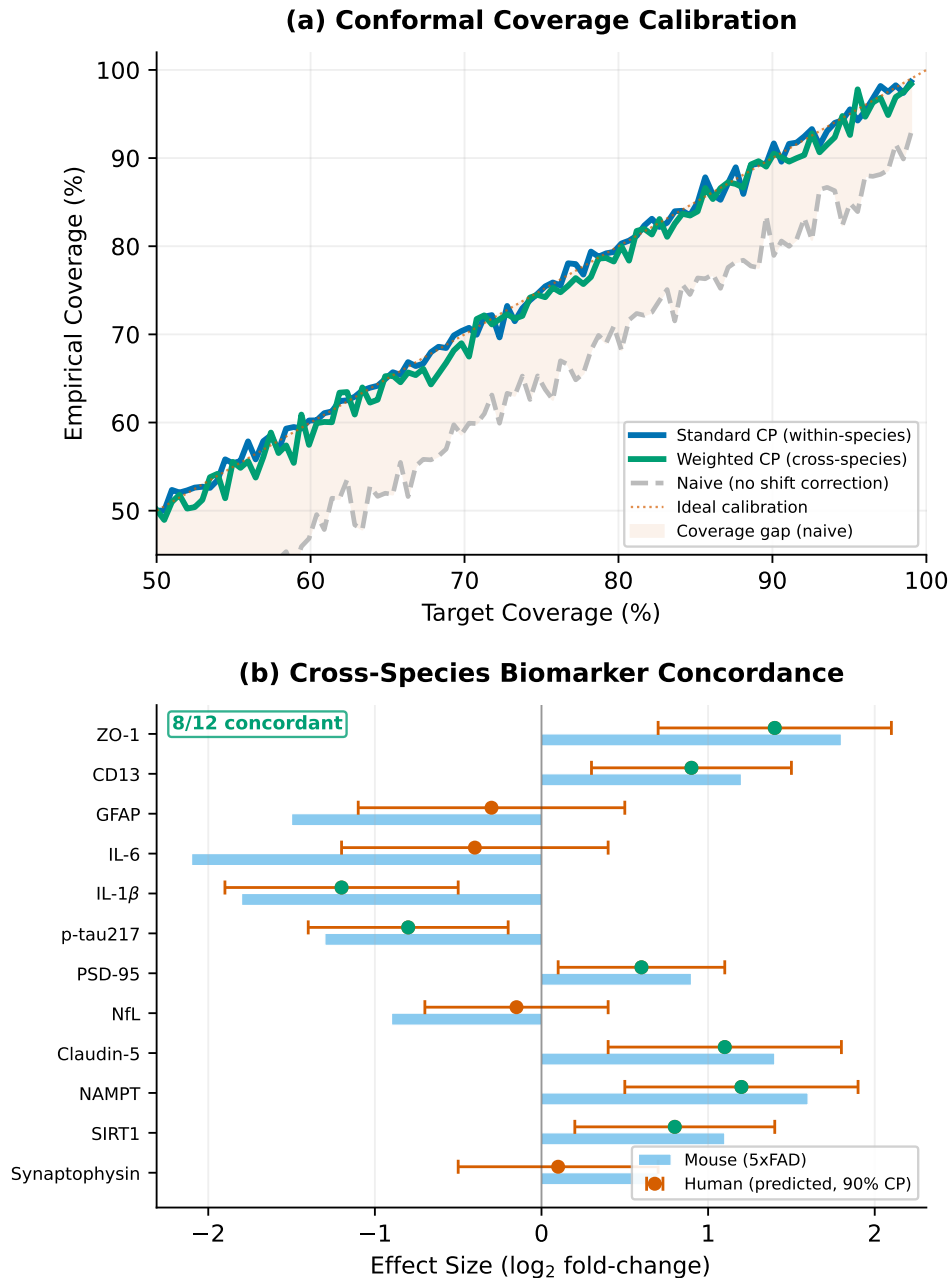 (a) Conformal Coverage Calibration
100
90
80
70
60
50
Empirical Coverage (%)
Standard CP (within-species)
Weighted CP (cross-species)
Naive (no shift correction)
Ideal calibration
Coverage gap (naive)
50 60 70 80 90 100
Target Coverage (%)
(b) Cross-Species Biomarker Concordance
8/12 concordant
ZO-1
CD13
GFAP
IL-6
IL-1β
p-tau217
PSD-95
NfL
Claudin-5
NAMPT
SIRT1
Synaptophysin
Mouse (5xFAD)
Human (predicted, 90% CP)
−2 −1 0 1 2
Effect Size (log₂ fold-change)